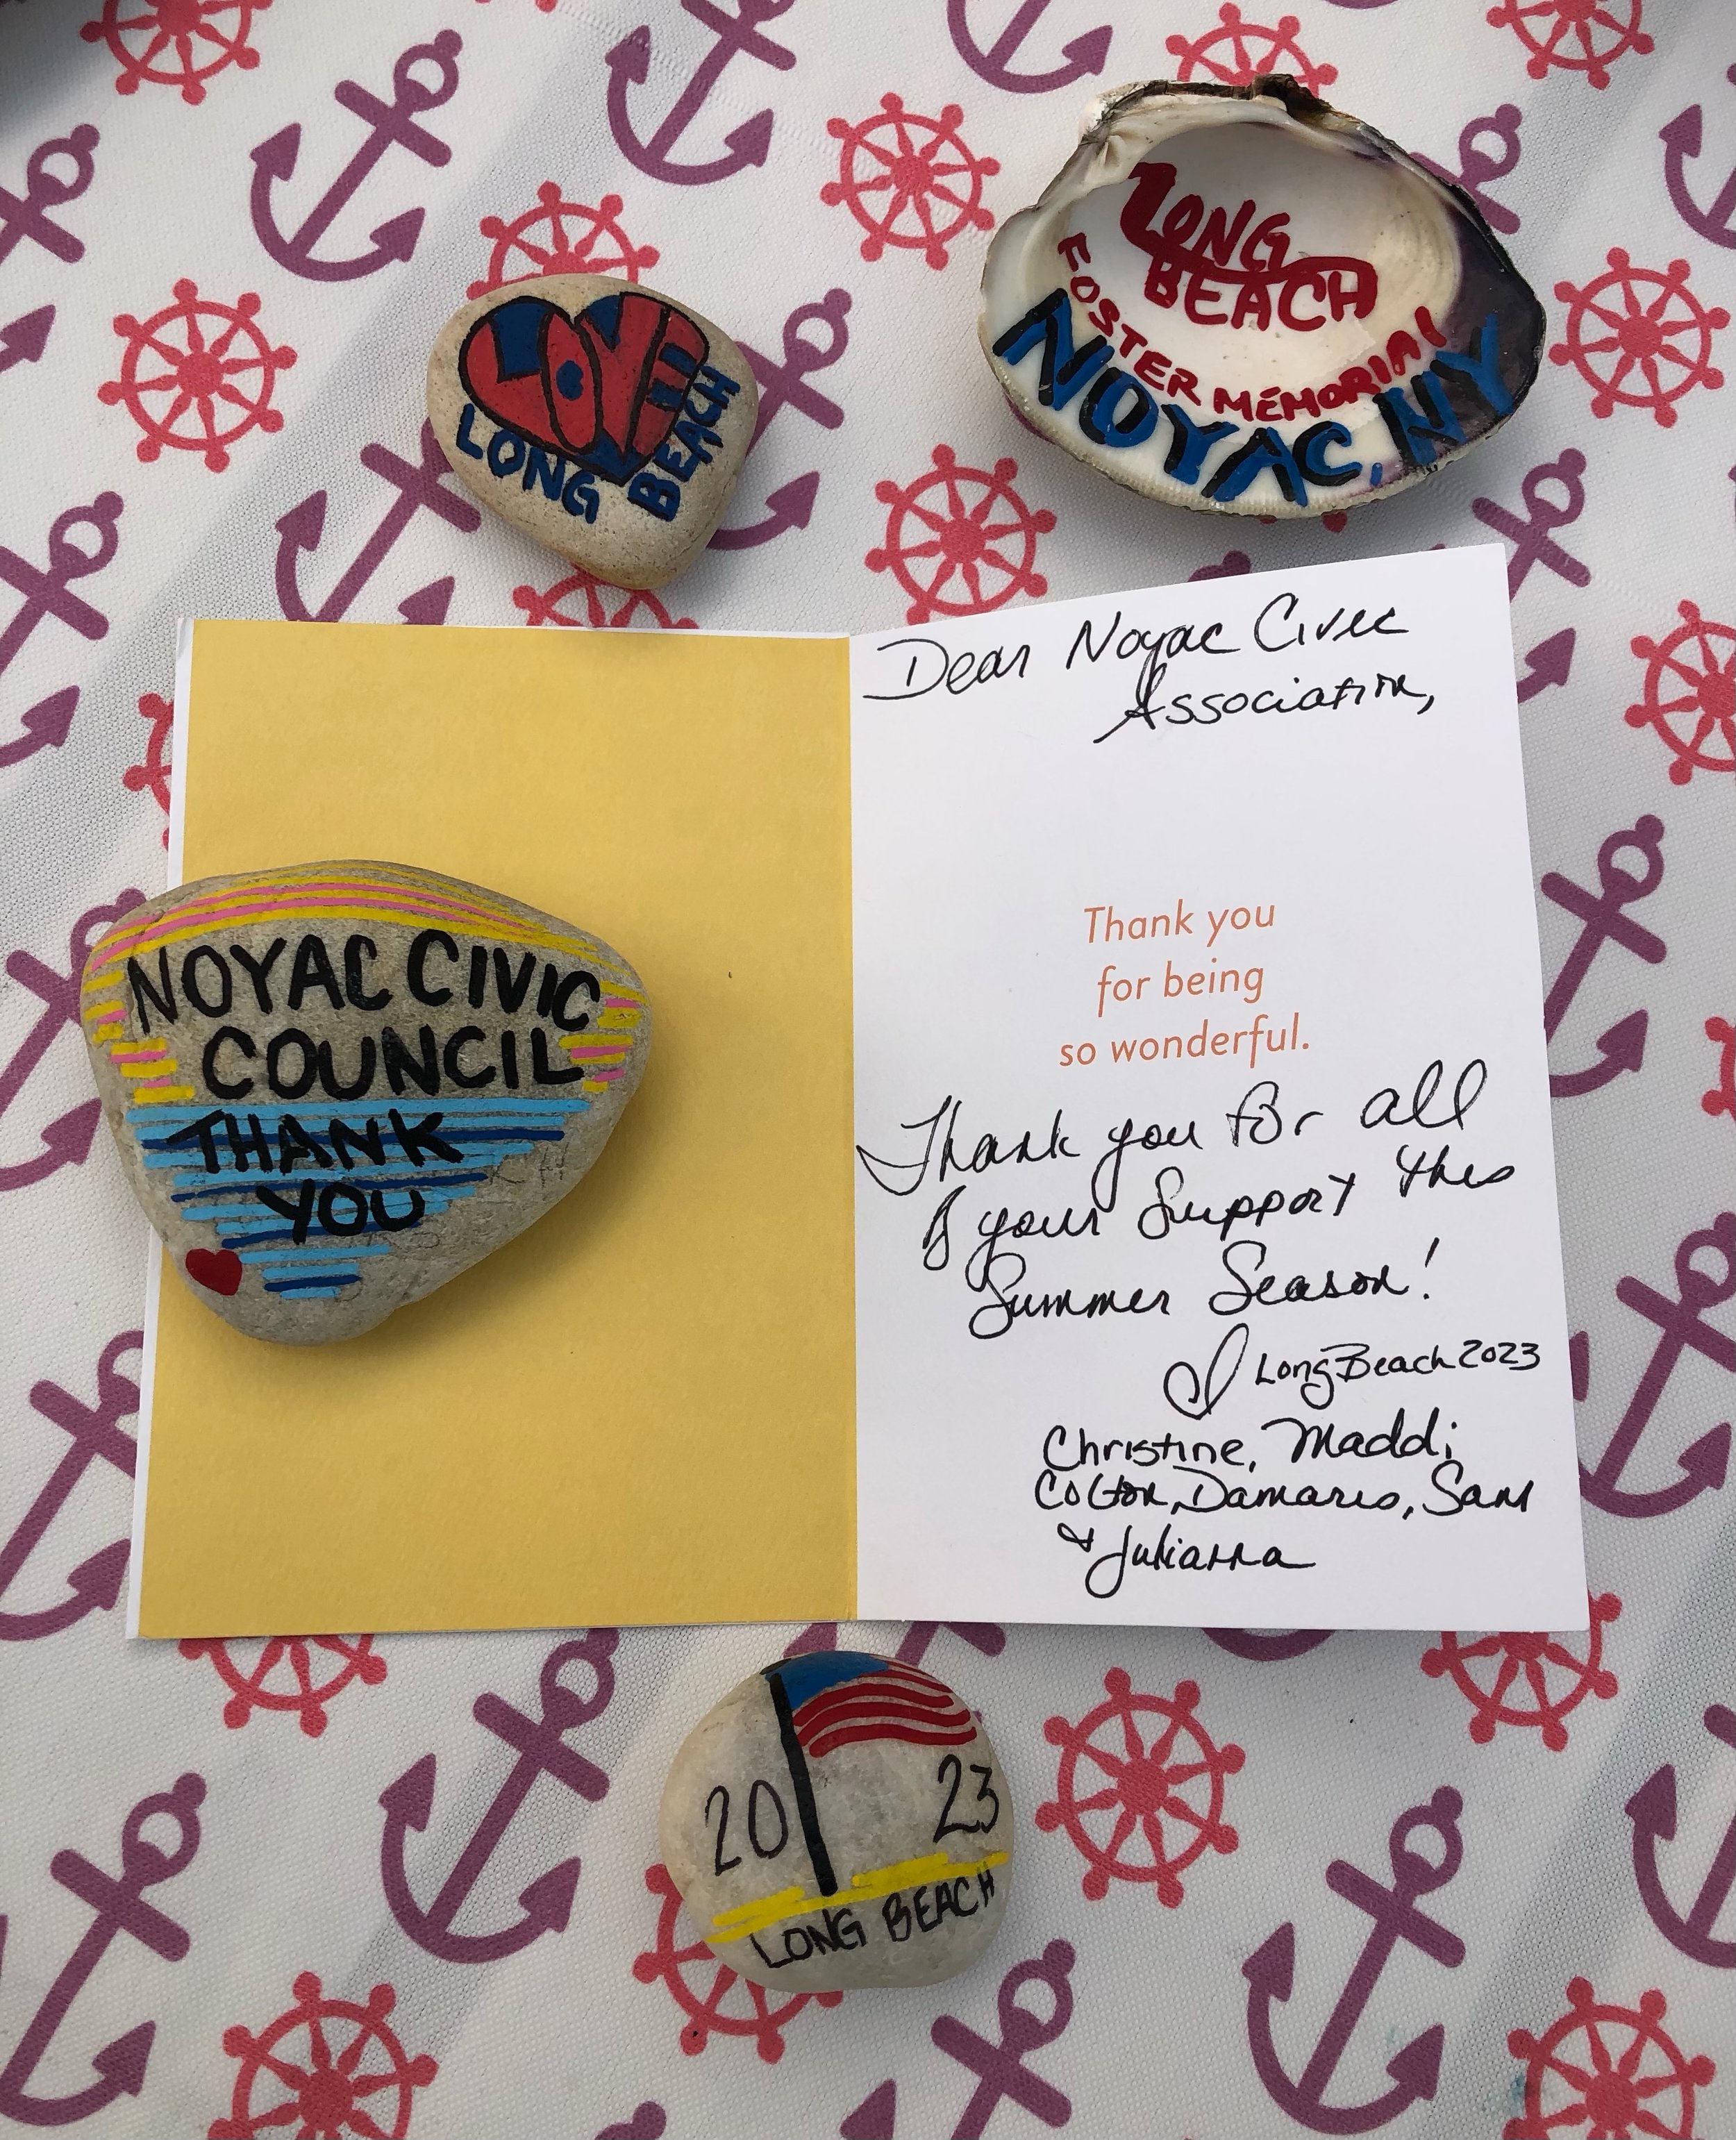 LOVE
LONG BEACH
LONG
BEACH
FOSTER MEMORIAL
NOYAC, NY
Dear Noyac Civic
Association,
Thank you
for being
so wonderful.
Thank you for all
of your Support this
Summer Season!
Long Beach 2023
Christine, Maddi
Colton, Damaris, Sam
& Julianna
NOYAC CIVIC
COUNCIL
THANK
YOU
20 23
LONG BEACH